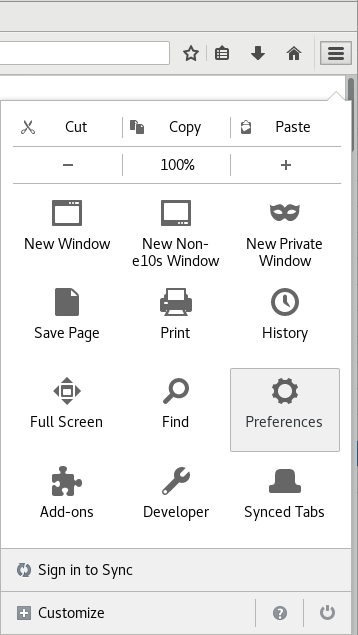 Cut Copy Paste
− 100% +
New Window New Non- New Private
e10s Window Window
Save Page Print History
Full Screen Find Preferences
Add-ons Developer Synced Tabs
Sign in to Sync
Customize